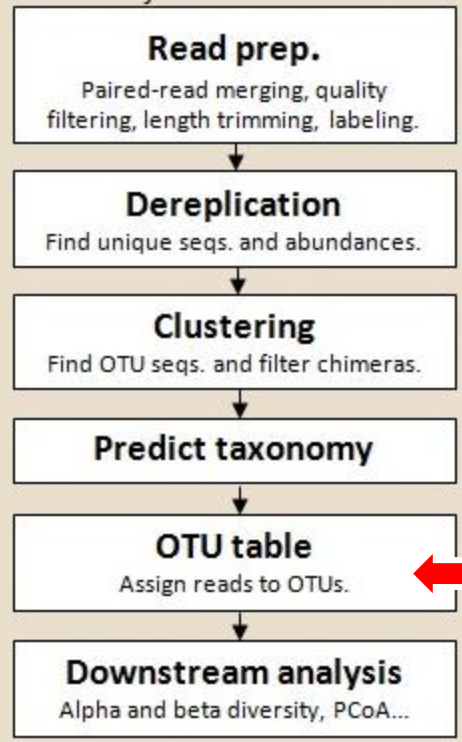 Read prep.
Paired-read merging, quality
filtering, length trimming, labeling.
Dereplication
Find unique seqs. and abundances.
Clustering
Find OTU seqs. and filter chimeras.
Predict taxonomy
OTU table
Assign reads to OTUs.
Downstream analysis
Alpha and beta diversity, PCoA...